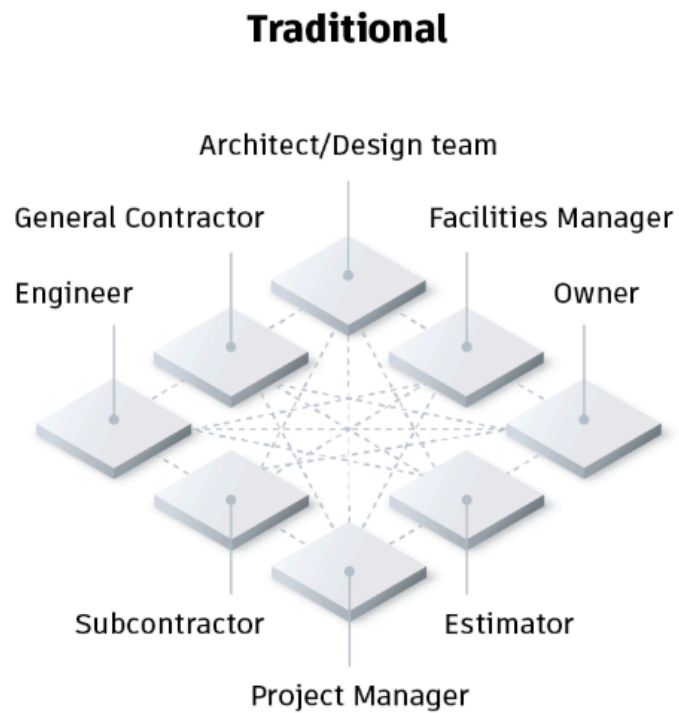 Traditional
Architect/Design team
General Contractor
Facilities Manager
Engineer
Owner
Subcontractor
Estimator
Project Manager